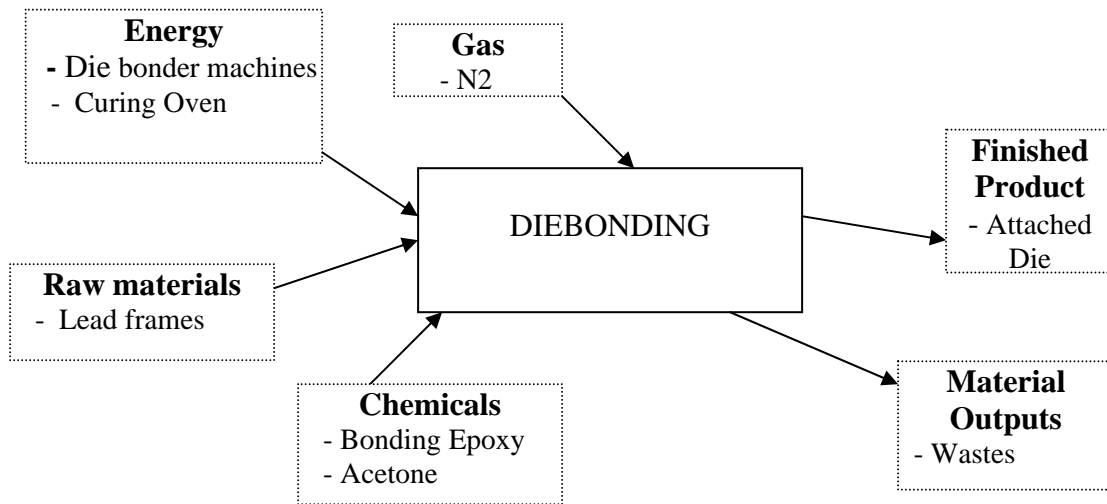 Energy
- Die bonder machines
- Curing Oven
Gas
- N2
Finished
Product
- Attached
Die
DIEBONDING
Raw materials
- Lead frames
Chemicals
- Bonding Epoxy
- Acetone
Material
Outputs
- Wastes